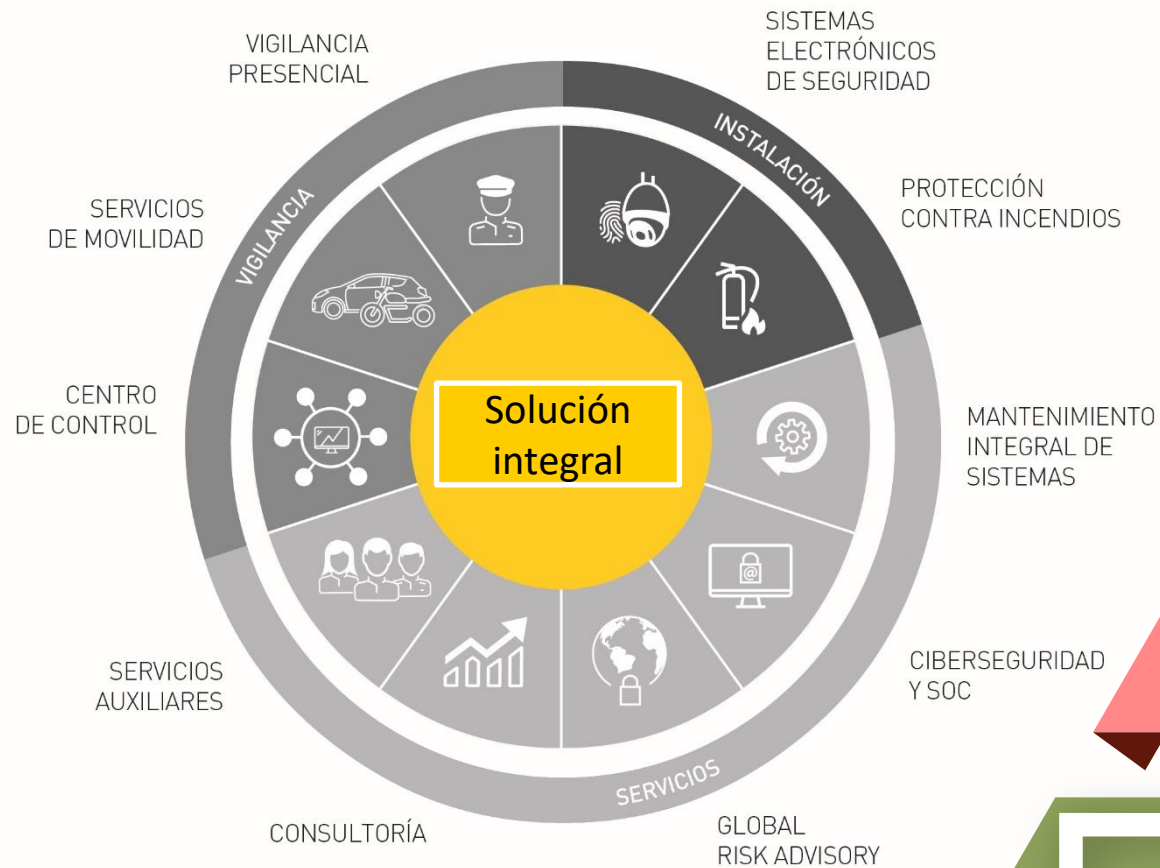 SISTEMAS
ELECTRÓNICOS
DE SEGURIDAD
VIGILANCIA
PRESENCIAL
INSTALACIÓN
PROTECCIÓN
CONTRA INCENDIOS
SERVICIOS
DE MOVILIDAD
VIGILANCIA
CENTRO
DE CONTROL
Solución
integral
MANTENIMIENTO
INTEGRAL DE
SISTEMAS
@
CIBERSEGURIDAD
Y SOC
SERVICIOS
AUXILIARES
SERVICIOS
CONSULTORÍA
GLOBAL
RISK ADVISORY